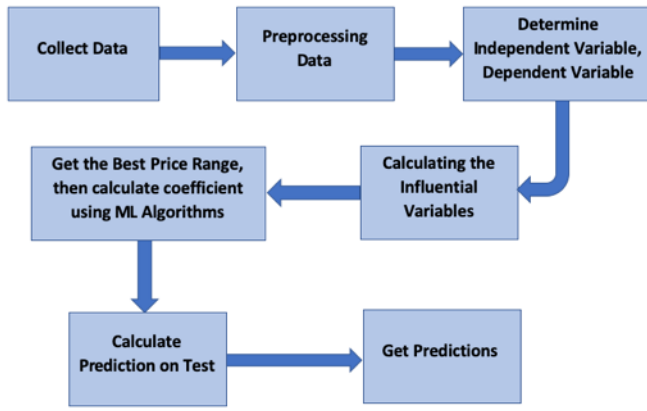 Collect Data
Preprocessing
Data
Determine
Independent Variable,
Dependent Variable
Get the Best Price Range,
then calculate coefficient
using ML Algorithms
Calculating the
Influential
Variables
Calculate
Prediction on Test
Get Predictions